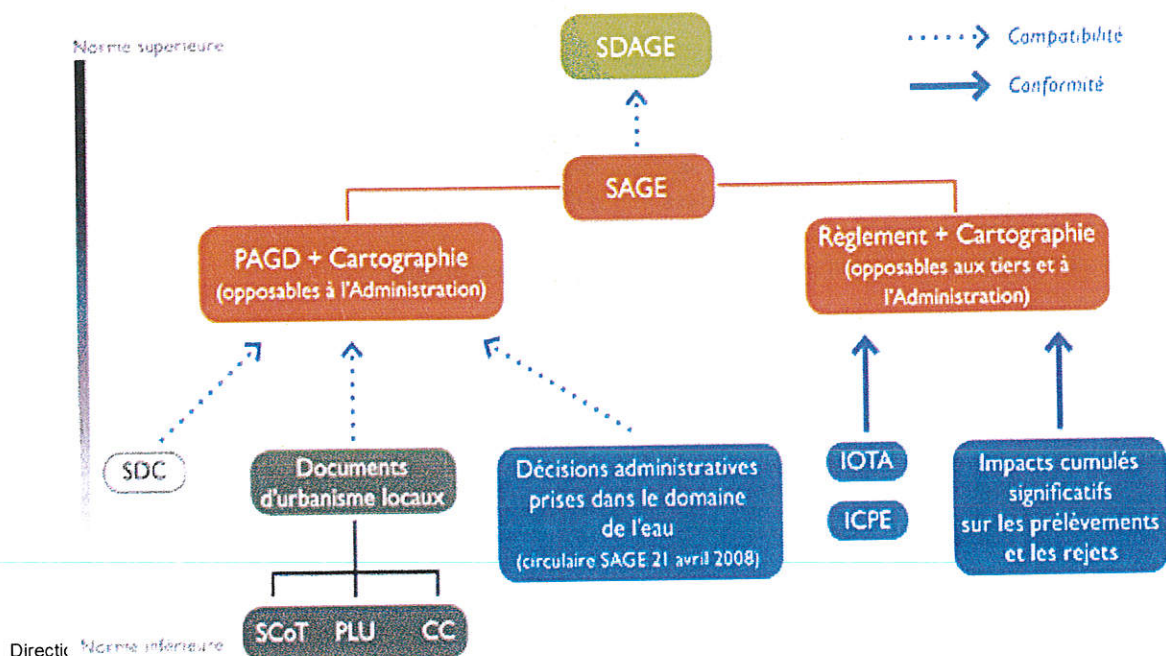 Norme supérieure
SDAGE
Compatibilité
Conformité
SAGE
PAGD + Cartographie
(opposables à l'Administration)
Règlement + Cartographie
(opposables aux tiers et à
l'Administration)
SDC
Documents
d'urbanisme locaux
Décisions administratives
prises dans le domaine
de l'eau
(circulaire SAGE 21 avril 2008)
IOTA
ICPE
Impacts cumulés
significatifs
sur les prélèvements
et les rejets
SCoT PLU CC
Directic Norme inférieure